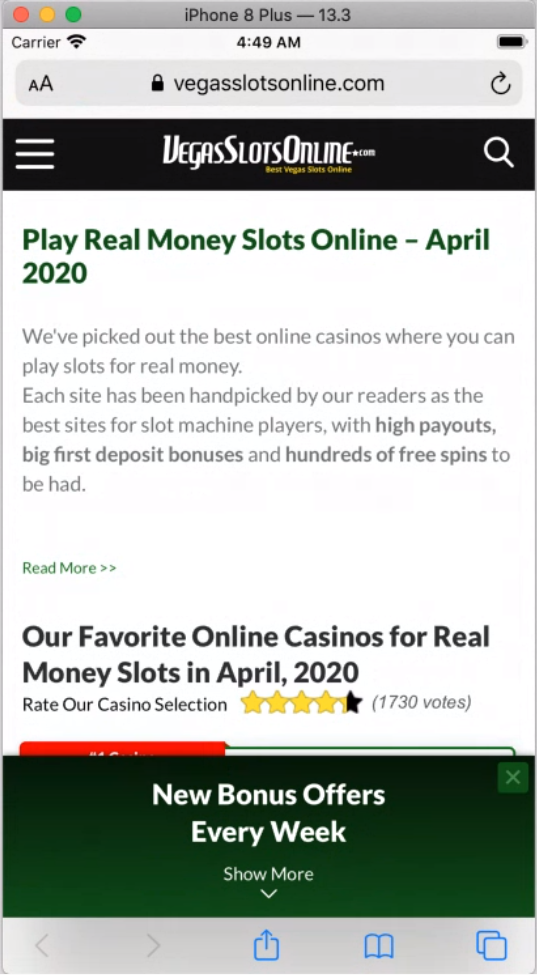 iPhone 8 Plus — 13.3
Carrier 4:49 AM
AA vegasslotsonline.com
VegasSlotsOnline.com
Best Vegas Slots Online
Play Real Money Slots Online – April
2020
We've picked out the best online casinos where you can
play slots for real money.
Each site has been handpicked by our readers as the
best sites for slot machine players, with high payouts,
big first deposit bonuses and hundreds of free spins to
be had.
Read More >>
Our Favorite Online Casinos for Real
Money Slots in April, 2020
Rate Our Casino Selection (1730 votes)
#1 Casino
New Bonus Offers
Every Week
Show More